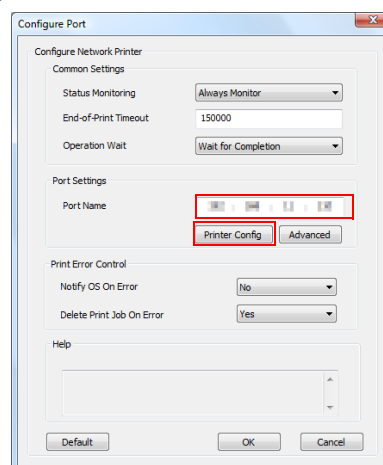 Configure Port
Configure Network Printer
Common Settings
Status Monitoring Always Monitor
End-of-Print Timeout 150000
Operation Wait Wait for Completion
Port Settings
Port Name
Printer Config Advanced
Print Error Control
Notify OS On Error No
Delete Print Job On Error Yes
Help
Default OK Cancel